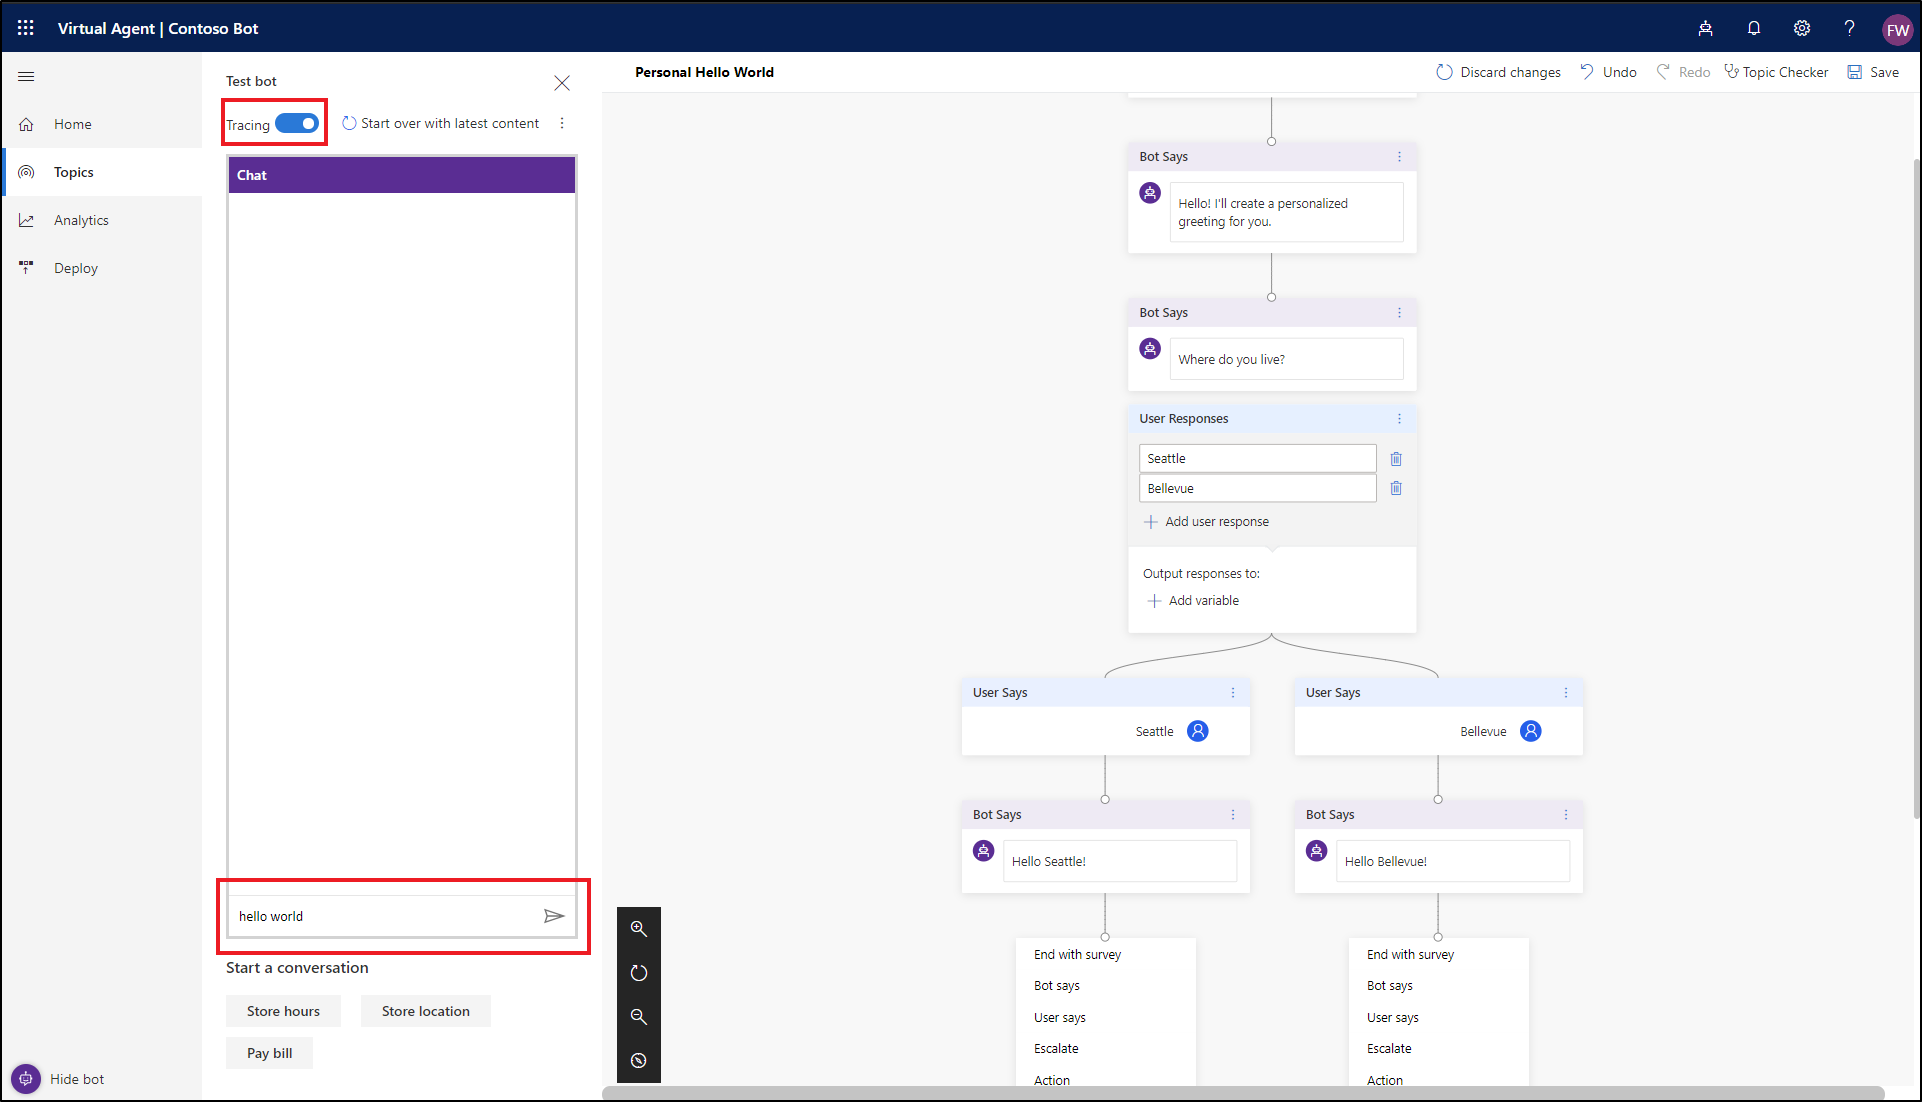 Virtual Agent | Contoso Bot
FW
Home
Topics
Analytics
Deploy
Hide bot
Test bot
Tracing
Start over with latest content
Chat
hello world
Start a conversation
Store hours
Store location
Pay bill
Personal Hello World
Discard changes
Undo
Redo
Topic Checker
Save
Bot Says
Hello! I'll create a personalized
greeting for you.
Bot Says
Where do you live?
User Responses
Seattle
Bellevue
Add user response
Output responses to:
Add variable
User Says
Seattle
Bot Says
Hello Seattle!
End with survey
Bot says
User says
Escalate
Action
User Says
Bellevue
Bot Says
Hello Bellevue!
End with survey
Bot says
User says
Escalate
Action